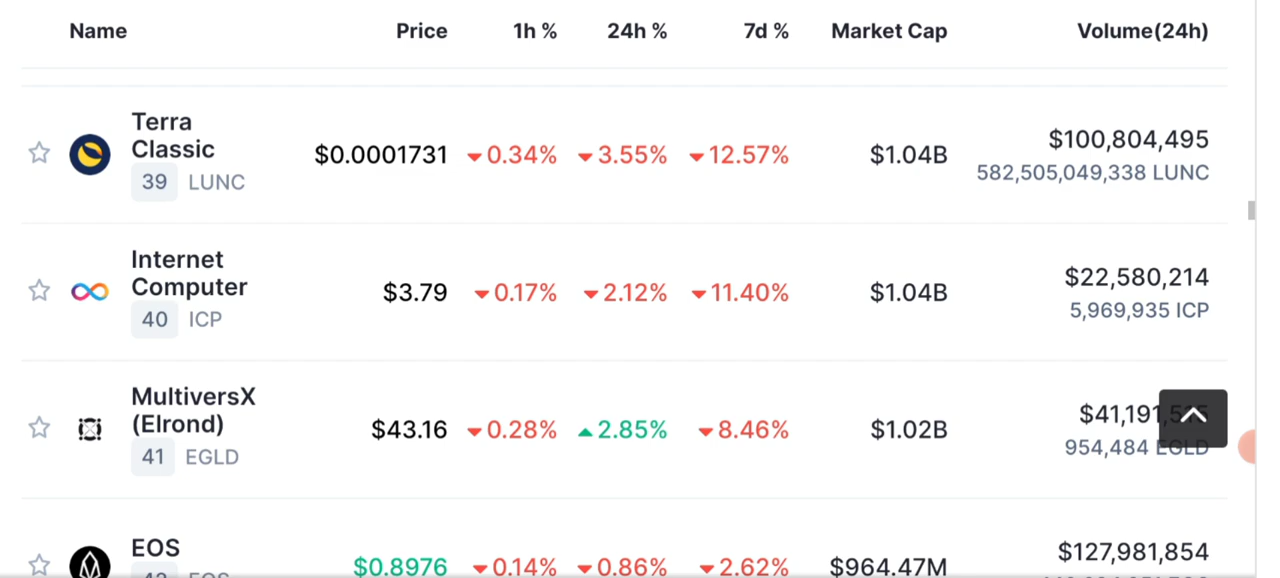 Name Price 1h % 24h % 7d % Market Cap Volume(24h)
Terra
Classic
39 LUNC
$0.0001731 0.34% 3.55% 12.57% $1.04B $100,804,495
582,505,049,338 LUNC
Internet
Computer
40 ICP
$3.79 0.17% 2.12% 11.40% $1.04B $22,580,214
5,969,935 ICP
MultiversX
(Elrond)
41 EGLD
$43.16 0.28% 2.85% 8.46% $1.02B
954,484 EGLD
EOS
$0.8976 0.14% 0.86% 2.62% $964.47M $127,981,854